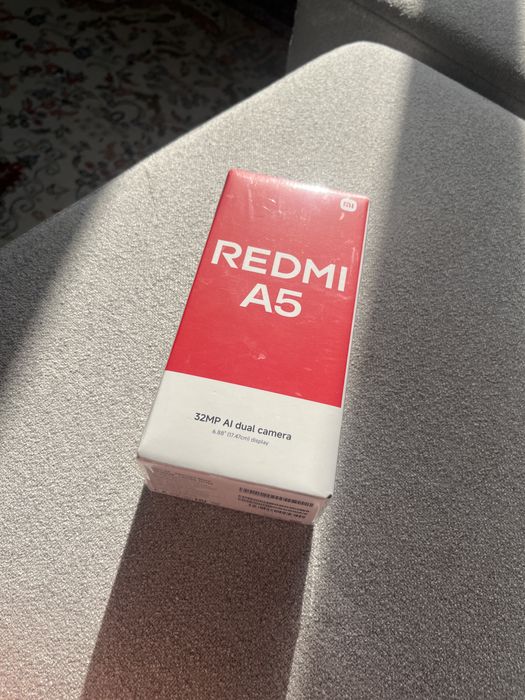 mi
REDMI
A5
32MP AI dual camera
6.88" (17.47cm) display